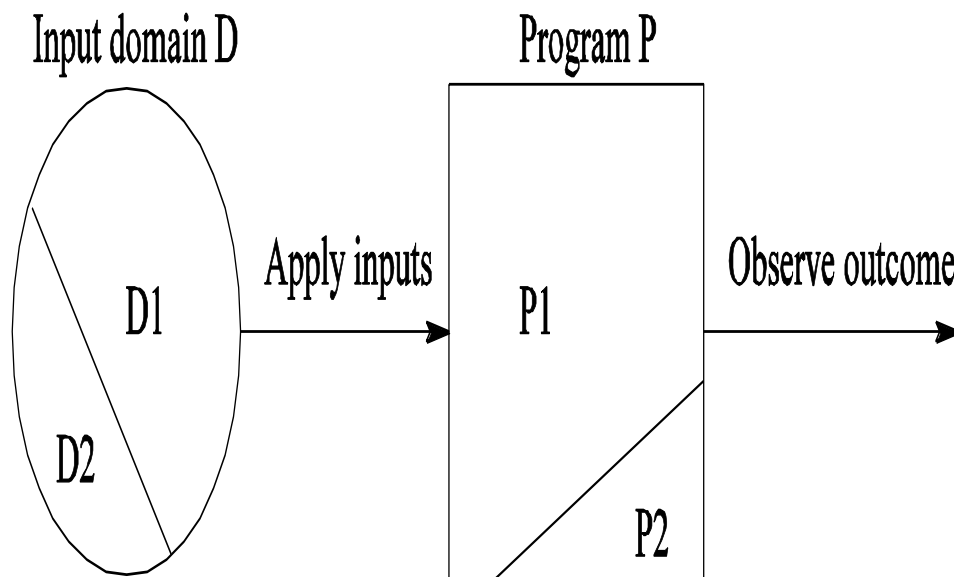 Input domain D
Program P
Apply inputs
Observe outcome
D1
P1
D2
P2